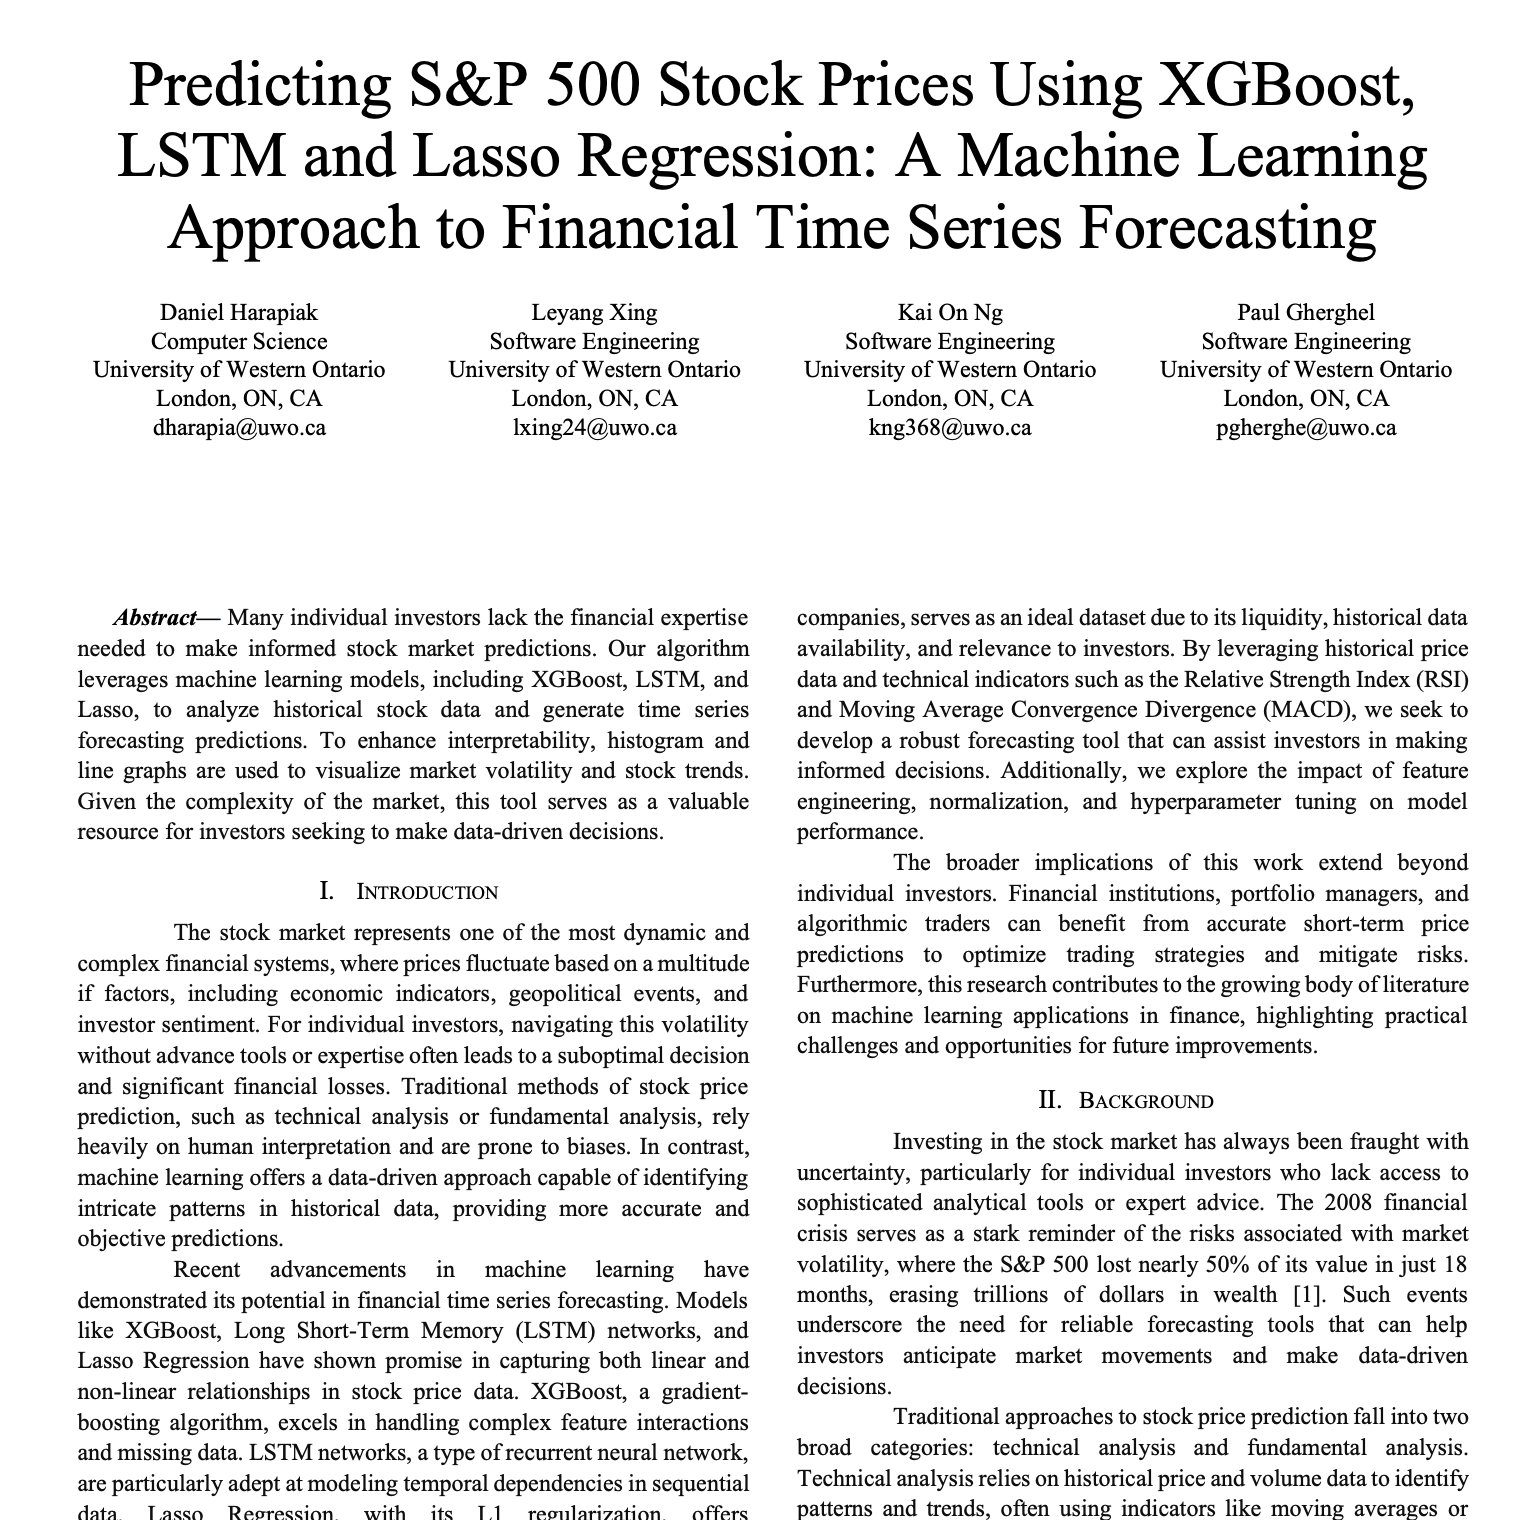 Predicting S&P 500 Stock Prices Using XGBoost,
LSTM and Lasso Regression: A Machine Learning
Approach to Financial Time Series Forecasting
Daniel Harapiak
Computer Science
University of Western Ontario
London, ON, CA
dharapia@uwo.ca
Leyang Xing
Software Engineering
University of Western Ontario
London, ON, CA
lxing24@uwo.ca
Kai On Ng
Software Engineering
University of Western Ontario
London, ON, CA
kng368@uwo.ca
Paul Gherghel
Software Engineering
University of Western Ontario
London, ON, CA
pgherghe@uwo.ca
Abstract— Many individual investors lack the financial expertise
needed to make informed stock market predictions. Our algorithm
leverages machine learning models, including XGBoost, LSTM, and
Lasso, to analyze historical stock data and generate time series
forecasting predictions. To enhance interpretability, histogram and
line graphs are used to visualize market volatility and stock trends.
Given the complexity of the market, this tool serves as a valuable
resource for investors seeking to make data-driven decisions.
I. INTRODUCTION
The stock market represents one of the most dynamic and
complex financial systems, where prices fluctuate based on a multitude
if factors, including economic indicators, geopolitical events, and
investor sentiment. For individual investors, navigating this volatility
without advance tools or expertise often leads to a suboptimal decision
and significant financial losses. Traditional methods of stock price
prediction, such as technical analysis or fundamental analysis, rely
heavily on human interpretation and are prone to biases. In contrast,
machine learning offers a data-driven approach capable of identifying
intricate patterns in historical data, providing more accurate and
objective predictions.
Recent advancements in machine learning have
demonstrated its potential in financial time series forecasting. Models
like XGBoost, Long Short-Term Memory (LSTM) networks, and
Lasso Regression have shown promise in capturing both linear and
non-linear relationships in stock price data. XGBoost, a gradient-
boosting algorithm, excels in handling complex feature interactions
and missing data. LSTM networks, a type of recurrent neural network,
are particularly adept at modeling temporal dependencies in sequential
data. Lasso Regression, with its L1 regularization, offers
companies, serves as an ideal dataset due to its liquidity, historical data
availability, and relevance to investors. By leveraging historical price
data and technical indicators such as the Relative Strength Index (RSI)
and Moving Average Convergence Divergence (MACD), we seek to
develop a robust forecasting tool that can assist investors in making
informed decisions. Additionally, we explore the impact of feature
engineering, normalization, and hyperparameter tuning on model
performance.
The broader implications of this work extend beyond
individual investors. Financial institutions, portfolio managers, and
algorithmic traders can benefit from accurate short-term price
predictions to optimize trading strategies and mitigate risks.
Furthermore, this research contributes to the growing body of literature
on machine learning applications in finance, highlighting practical
challenges and opportunities for future improvements.
II. BACKGROUND
Investing in the stock market has always been fraught with
uncertainty, particularly for individual investors who lack access to
sophisticated analytical tools or expert advice. The 2008 financial
crisis serves as a stark reminder of the risks associated with market
volatility, where the S&P 500 lost nearly 50% of its value in just 18
months, erasing trillions of dollars in wealth [1]. Such events
underscore the need for reliable forecasting tools that can help
investors anticipate market movements and make data-driven
decisions.
Traditional approaches to stock price prediction fall into two
broad categories: technical analysis and fundamental analysis.
Technical analysis relies on historical price and volume data to identify
patterns and trends, often using indicators like moving averages or